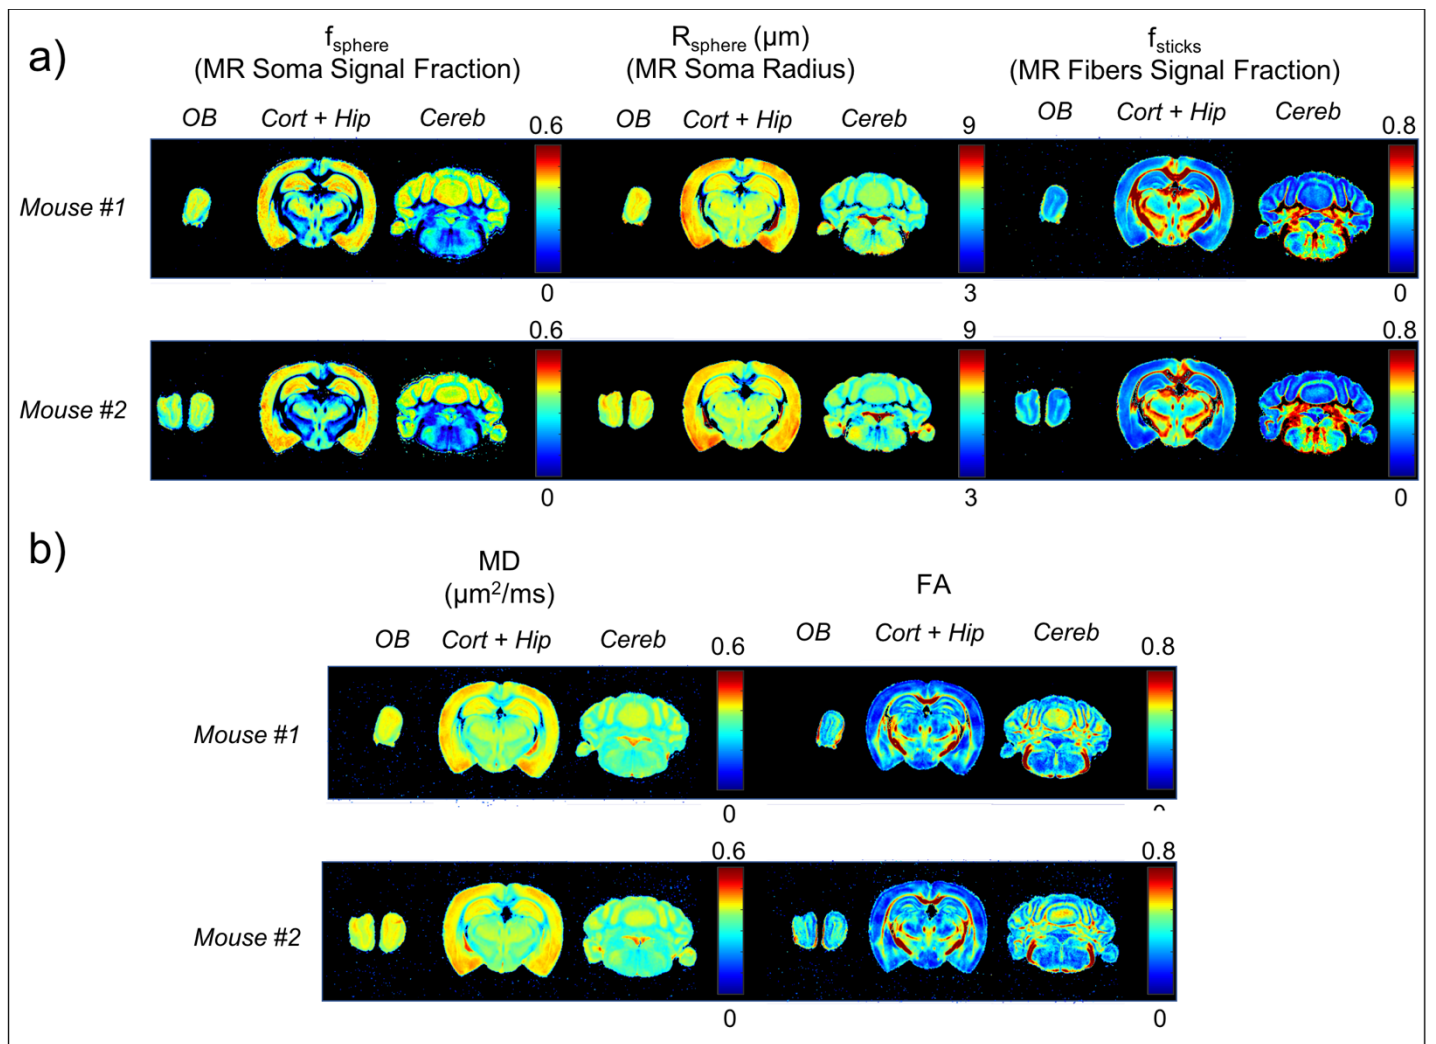 a)
f_sphere
(MR Soma Signal Fraction)
R_sphere (µm)
(MR Soma Radius)
f_sticks
(MR Fibers Signal Fraction)
OB Cort + Hip Cereb 0.6 OB Cort + Hip Cereb 9 OB Cort + Hip Cereb 0.8
Mouse #1
0 3 0
0.6 9 0.8
Mouse #2
0 3 0
b)
MD
(µm²/ms)
FA
OB Cort + Hip Cereb 0.6 OB Cort + Hip Cereb 0.8
Mouse #1
0
0.6 0.8
Mouse #2
0 0